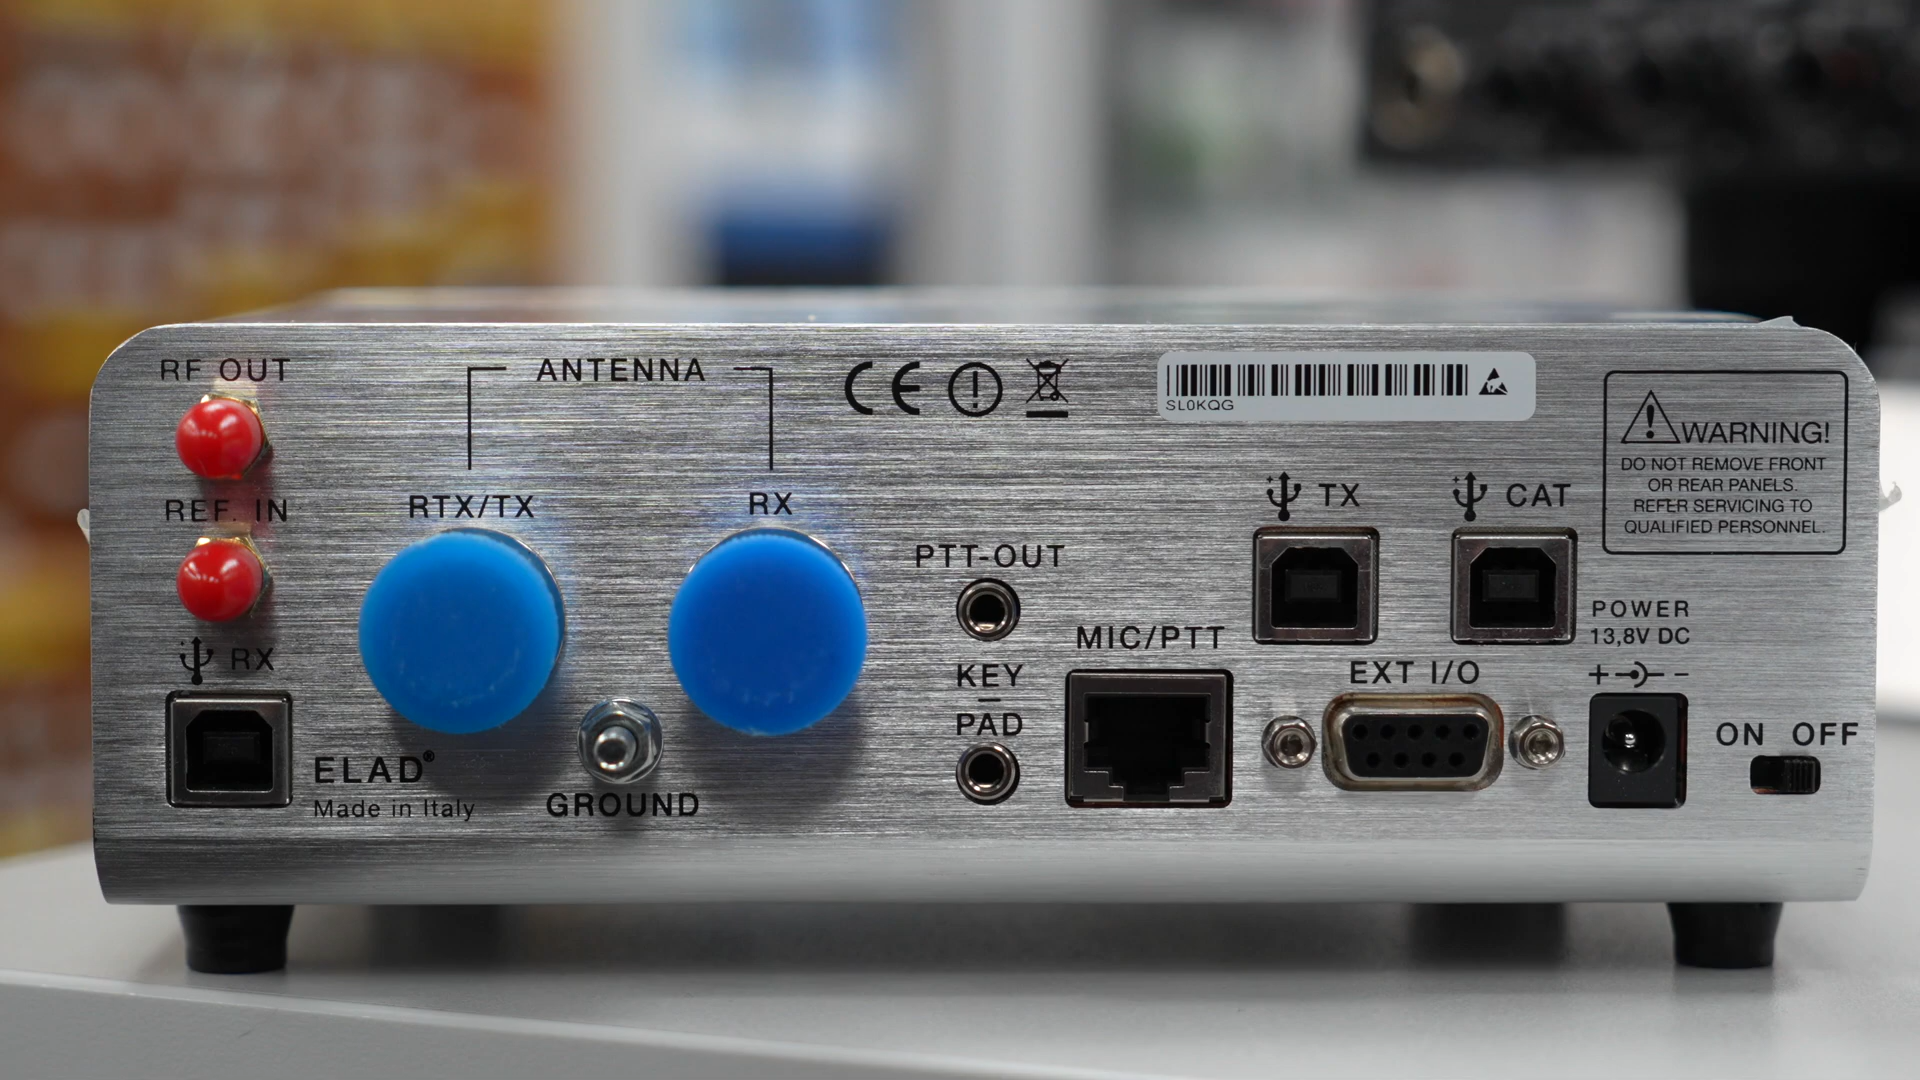 RF OUT
REF. IN
RX
ELAD®
Made in Italy
ANTENNA
RTX/TX
RX
GROUND
CE
SL0KQG
PTT-OUT
KEY
PAD
MIC/PTT
TX
CAT
EXT I/O
WARNING!
DO NOT REMOVE FRONT
OR REAR PANELS.
REFER SERVICING TO
QUALIFIED PERSONNEL.
POWER
13,8V DC
+ -
ON OFF